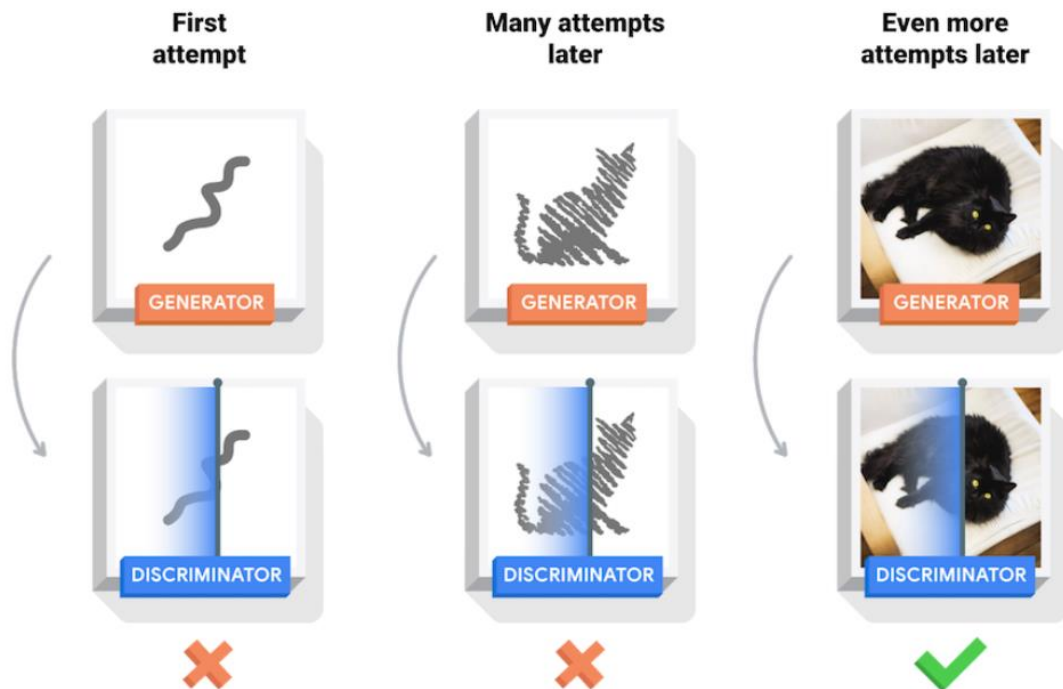 First
attempt
Many attempts
later
Even more
attempts later
GENERATOR
GENERATOR
GENERATOR
DISCRIMINATOR
DISCRIMINATOR
DISCRIMINATOR